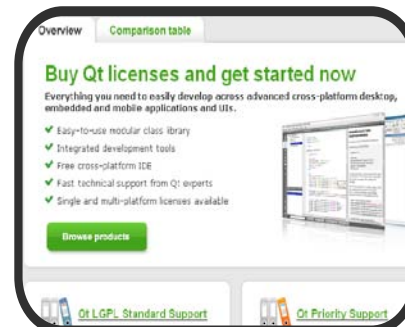 Overview Comparison table
Buy Qt licenses and get started now
Everything you need to easily develop across advanced cross-platform desktop,
embedded and mobile applications and UIs.
Easy-to-use modular class library
Integrated development tools
Free cross-platform IDE
Fast technical support from Qt experts
Single and multi-platform licenses available
Browse products
Qt LGPL Standard Support Qt Priority Support